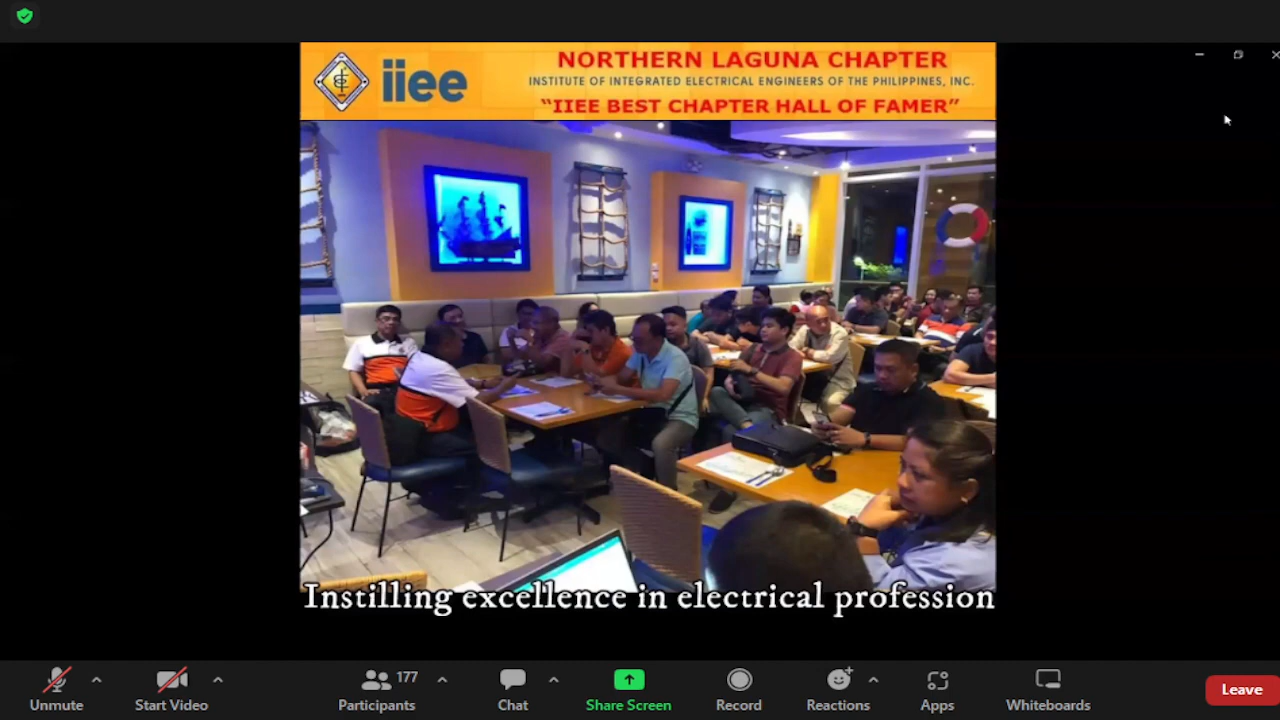 iiee
NORTHERN LAGUNA CHAPTER
INSTITUTE OF INTEGRATED ELECTRICAL ENGINEERS OF THE PHILIPPINES, INC.
“IIEE BEST CHAPTER HALL OF FAMER”
Instilling excellence in electrical profession
Unmute
Start Video
177
Participants
Chat
Share Screen
Record
Reactions
Apps
Whiteboards
Leave